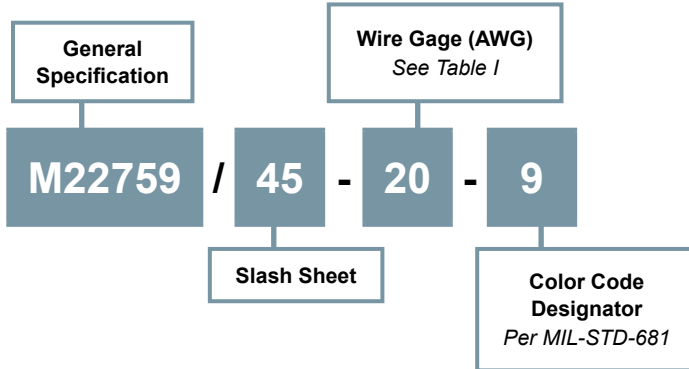 General
Specification
Wire Gage (AWG)
See Table I
M22759 / 45 - 20 - 9
Slash Sheet
Color Code
Designator
Per MIL-STD-681